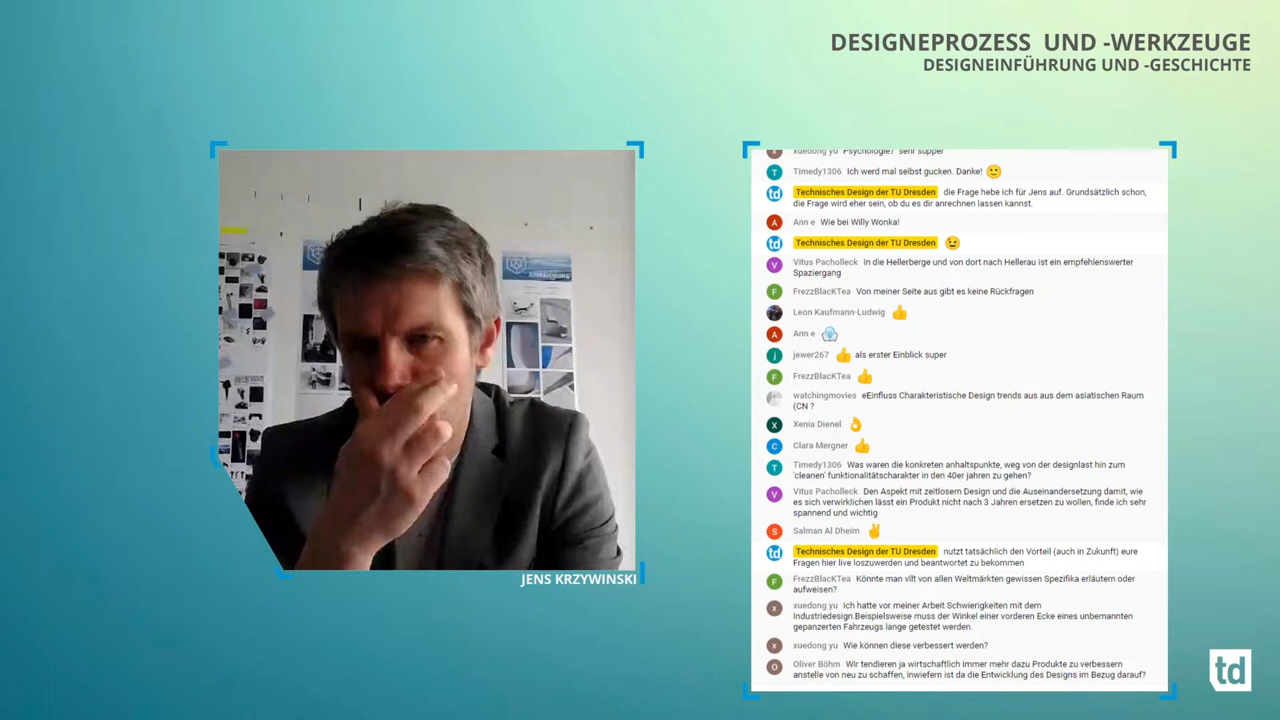 DESIGNEPROZESS UND -WERKZEUGE
DESIGNEINFÜHRUNG UND -GESCHICHTE
xuedong yu Psychologie? sehr supper
T Timedy1306 Ich werd mal selbst gucken. Danke! 🙂
td Technisches Design der TU Dresden die Frage hebe ich für Jens auf. Grundsätzlich schon,
die Frage wird eher sein, ob du es dir anrechnen lassen kannst.
A Ann e Wie bei Willy Wonka!
td Technisches Design der TU Dresden 😉
V Vitus Pacholleck In die Hellerberge und von dort nach Hellerau ist ein empfehlenswerter
Spaziergang
F FrezzBlacKTea Von meiner Seite aus gibt es keine Rückfragen
Leon Kaufmann-Ludwig 👍
A Ann e
j jewer267 👍 als erster Einblick super
F FrezzBlacKTea 👍
watchingmovies eEinfluss Charakteristische Design trends aus aus dem asiatischen Raum
(CN ?
X Xenia Dienel 👌
C Clara Mergner 👍
T Timedy1306 Was waren die konkreten anhaltspunkte, weg von der designlast hin zum
'cleanen' funktionalitätscharakter in den 40er jahren zu gehen?
V Vitus Pacholleck Den Aspekt mit zeitlosem Design und die Auseinandersetzung damit, wie
es sich verwirklichen lässt ein Produkt nicht nach 3 Jahren ersetzen zu wollen, finde ich sehr
spannend und wichtig
S Salman Al Dheim ✌
td Technisches Design der TU Dresden nutzt tatsächlich den Vorteil (auch in Zukunft) eure
Fragen hier live loszuwerden und beantwortet zu bekommen
F FrezzBlacKTea Könnte man vllt von allen Weltmärkten gewissen Spezifika erläutern oder
aufweisen?
x xuedong yu Ich hatte vor meiner Arbeit Schwierigkeiten mit dem
Industriedesign.Beispielsweise muss der Winkel einer vorderen Ecke eines unbemannten
gepanzerten Fahrzeugs lange getestet werden.
x xuedong yu Wie können diese verbessert werden?
O Oliver Böhm Wir tendieren ja wirtschaftlich immer mehr dazu Produkte zu verbessern
anstelle von neu zu schaffen, inwiefern ist da die Entwicklung des Designs im Bezug darauf?
JENS KRZYWINSKI
td